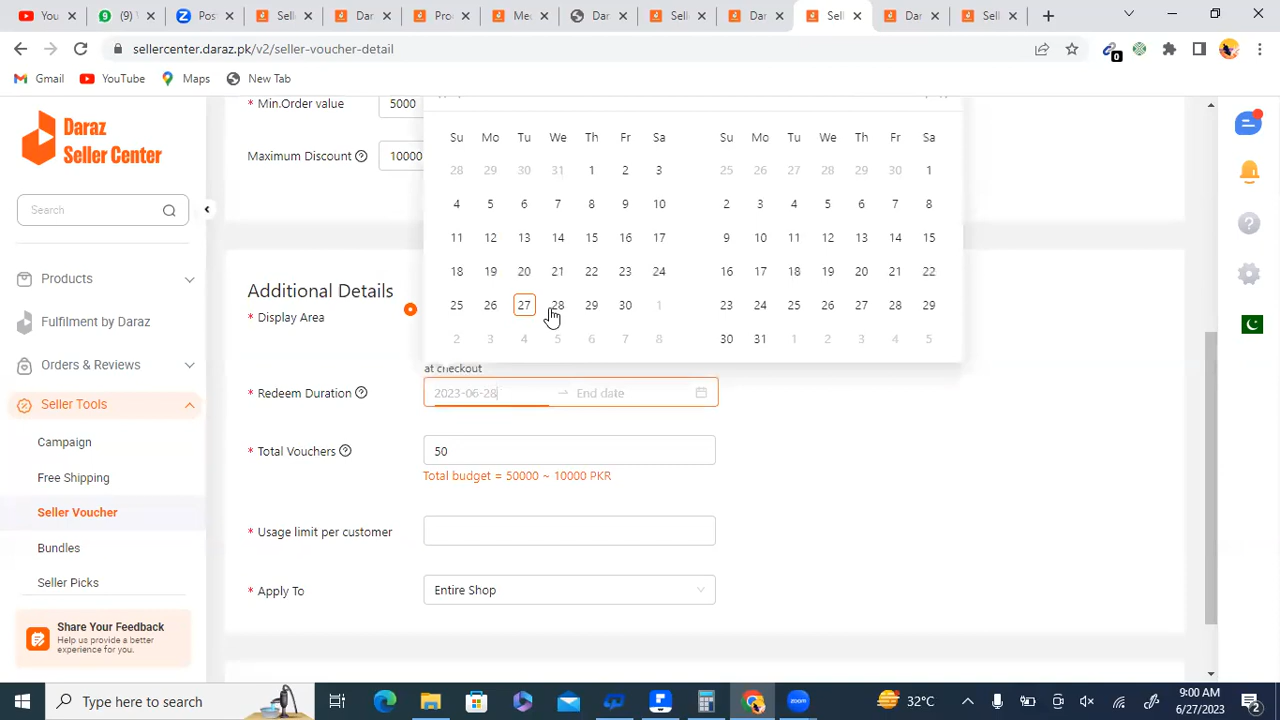 You
(9) \
Post
Sell
Dara
Pro
Me
Dar
Sell
Dar
Sell
Dar
Sell
sellercenter.daraz.pk/v2/seller-voucher-detail
0
Gmail
YouTube
Maps
New Tab
Daraz
Seller
Center
Search
Products
Fulfilment by Daraz
Orders & Reviews
Seller Tools
Campaign
Free Shipping
Seller Voucher
Bundles
Seller Picks
Share Your Feedback
Help us provide a better
experience for you.
* Min.Order value 5000
Maximum Discount 10000
Su Mo Tu We Th Fr Sa
28 29 30 31 1 2 3
4 5 6 7 8 9 10
11 12 13 14 15 16 17
18 19 20 21 22 23 24
25 26 27 28 29 30 1
2 3 4 5 6 7 8
Su Mo Tu We Th Fr Sa
25 26 27 28 29 30 1
2 3 4 5 6 7 8
9 10 11 12 13 14 15
16 17 18 19 20 21 22
23 24 25 26 27 28 29
30 31 1 2 3 4 5
Additional Details
* Display Area
at checkout
* Redeem Duration 2023-06-28 End date
* Total Vouchers 50
Total budget = 50000 ~ 10000 PKR
* Usage limit per customer
* Apply To Entire Shop
Type here to search
32°C
9:00 AM
6/27/2023
2